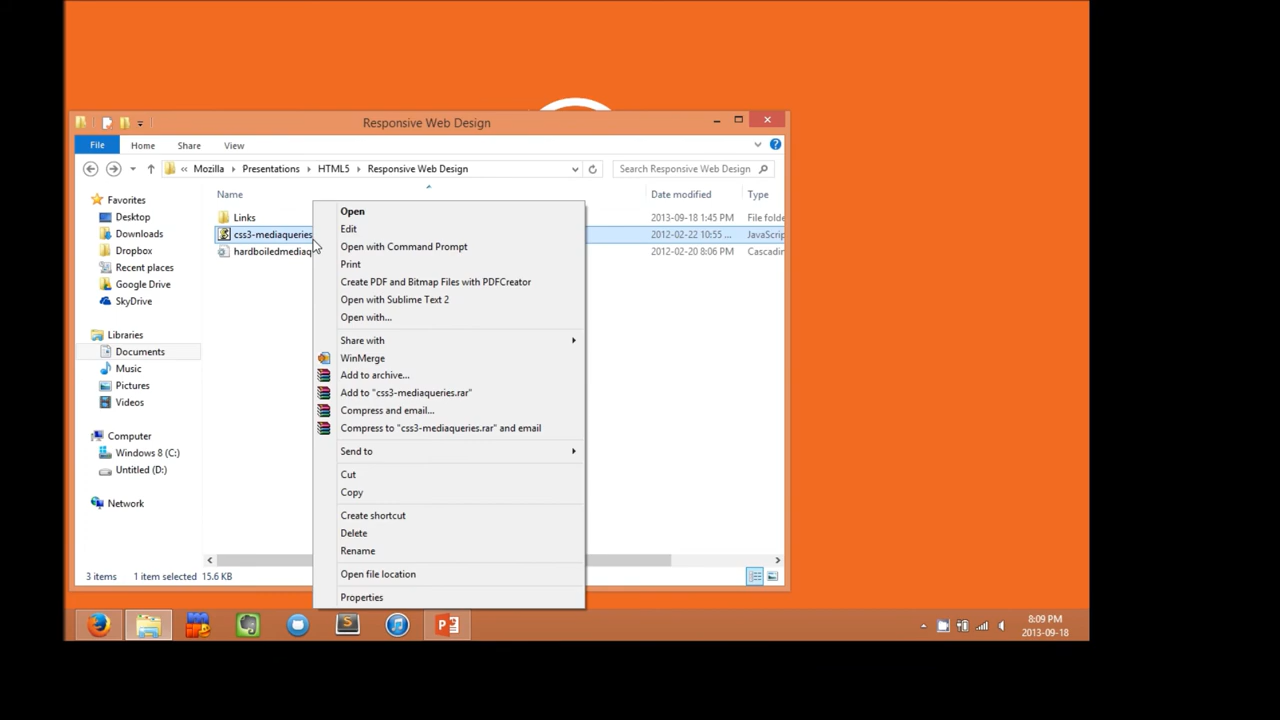 Responsive Web Design
File Home Share View
« Mozilla Presentations HTML5 Responsive Web Design
Search Responsive Web Design
Name Date modified Type
Favorites
Desktop
Downloads
Dropbox
Recent places
Google Drive
SkyDrive
Libraries
Documents
Music
Pictures
Videos
Computer
Windows 8 (C:)
Untitled (D:)
Network
Links 2013-09-18 1:45 PM File folde
css3-mediaqueries 2012-02-22 10:55 ... JavaScrip
hardboiledmediaq 2012-02-20 8:06 PM Cascadin
Open
Edit
Open with Command Prompt
Print
Create PDF and Bitmap Files with PDFCreator
Open with Sublime Text 2
Open with...
Share with
WinMerge
Add to archive...
Add to "css3-mediaqueries.rar"
Compress and email...
Compress to "css3-mediaqueries.rar" and email
Send to
Cut
Copy
Create shortcut
Delete
Rename
Open file location
Properties
3 items 1 item selected 15.6 KB
8:09 PM
2013-09-18